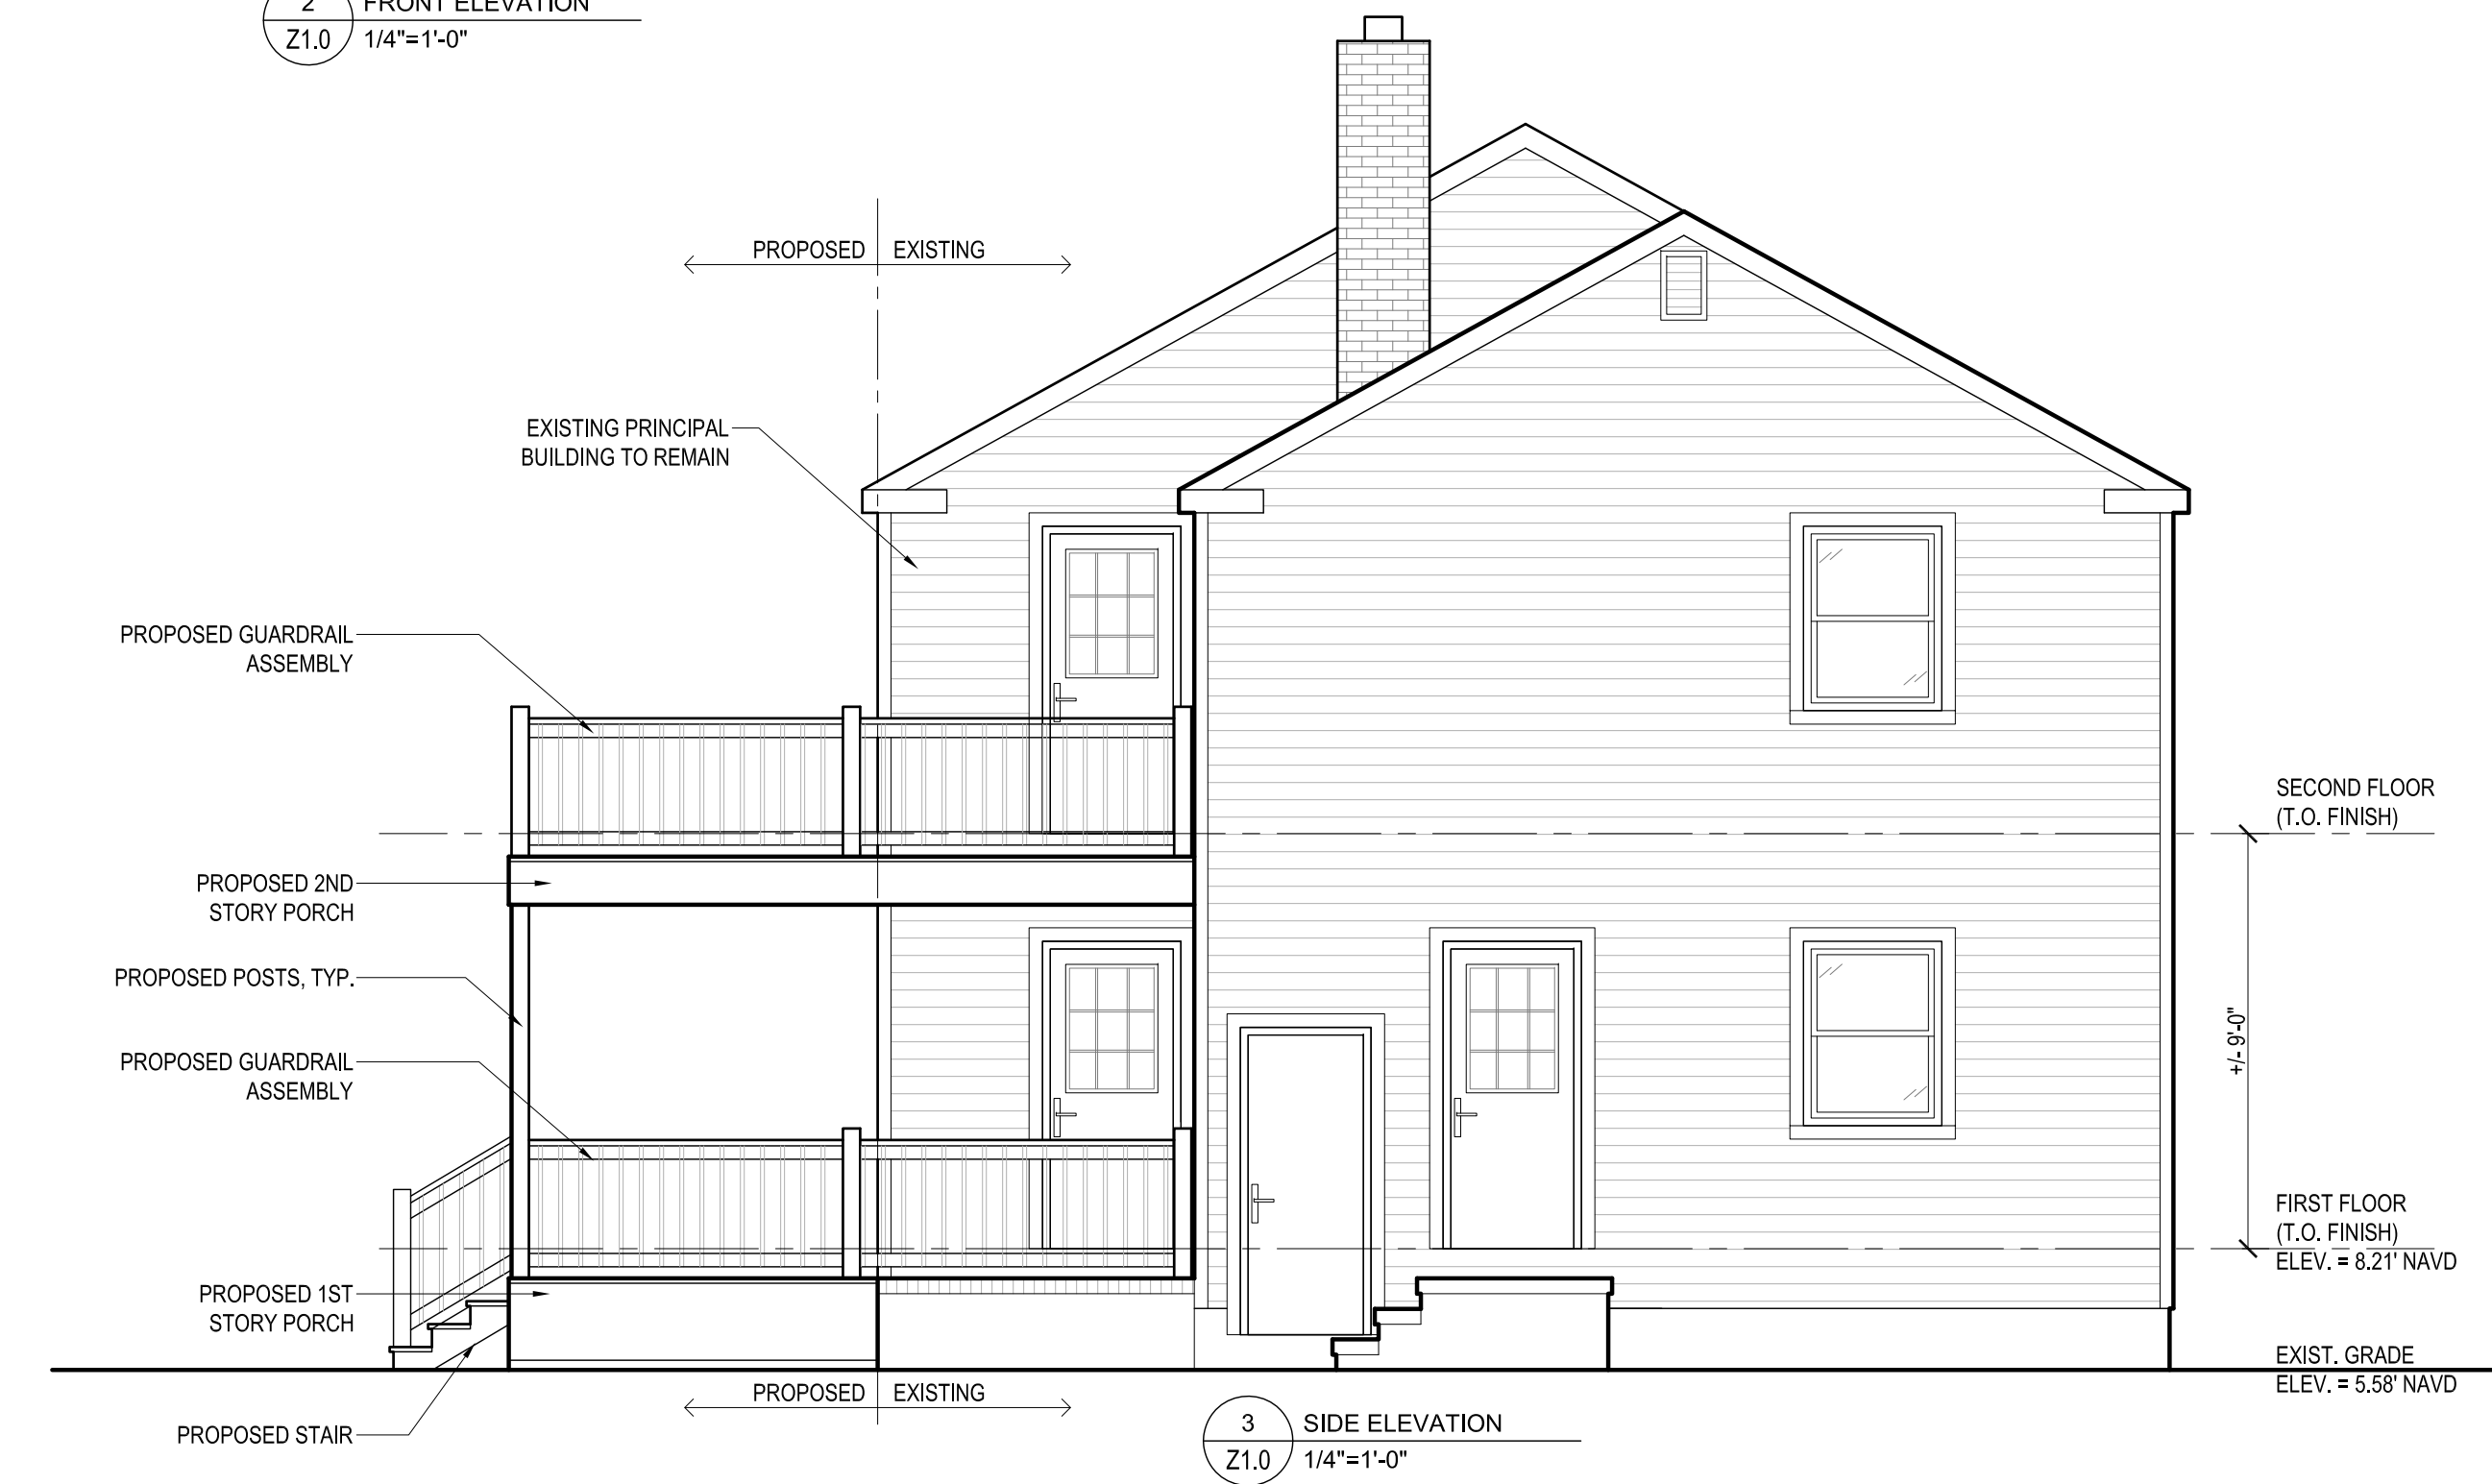 2 FRONT ELEVATION
Z1.0 1/4"=1'-0"
PROPOSED EXISTING
EXISTING PRINCIPAL
BUILDING TO REMAIN
PROPOSED GUARDRAIL
ASSEMBLY
SECOND FLOOR
(T.O. FINISH)
PROPOSED 2ND
STORY PORCH
PROPOSED POSTS, TYP.
+/- 9'-0"
PROPOSED GUARDRAIL
ASSEMBLY
FIRST FLOOR
(T.O. FINISH)
ELEV. = 8.21' NAVD
PROPOSED 1ST
STORY PORCH
EXIST. GRADE
ELEV. = 5.58' NAVD
PROPOSED EXISTING
PROPOSED STAIR
3 SIDE ELEVATION
Z1.0 1/4"=1'-0"